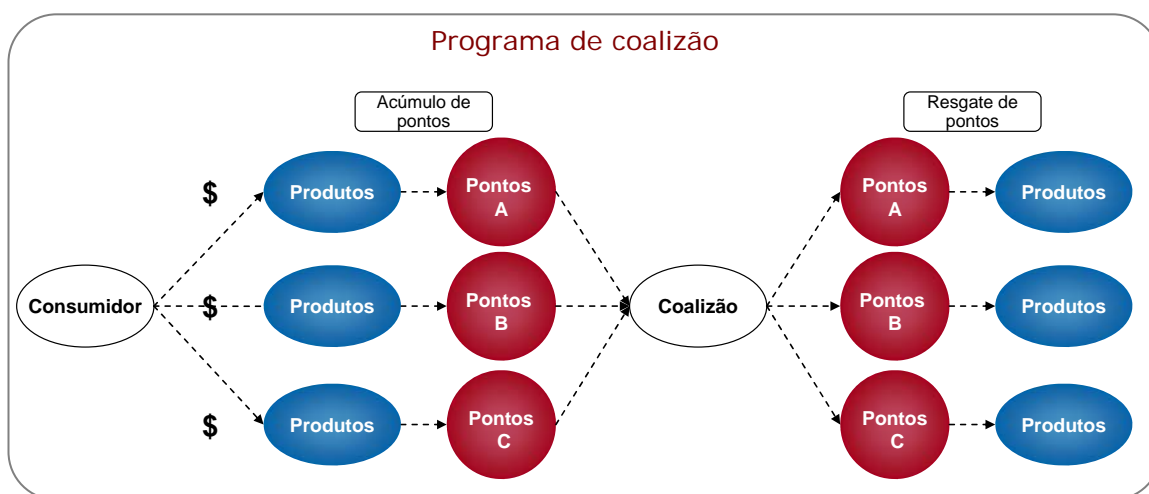 Programa de coalizão
Acúmulo de
pontos
Resgate de
pontos
$
Produtos
Pontos
A
Pontos
A
Produtos
Consumidor
$
Produtos
Pontos
B
Coalizão
Pontos
B
Produtos
$
Produtos
Pontos
C
Pontos
C
Produtos